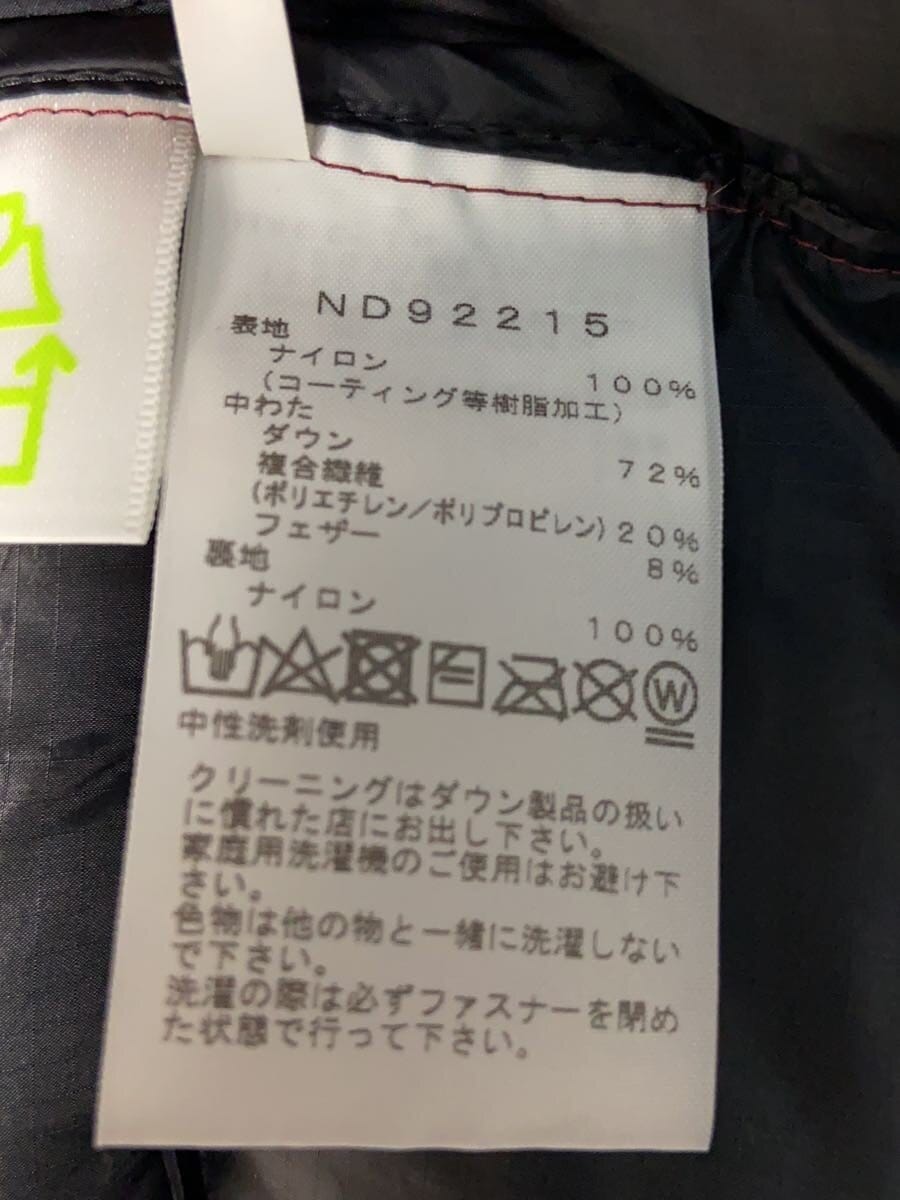 ND92215
表地
ナイロン 100%
(コーティング等樹脂加工)
中わた
ダウン 72%
複合繊維
(ポリエチレン/ポリプロピレン) 20%
フェザー 8%
裏地
ナイロン 100%
W
中性洗剤使用
クリーニングはダウン製品の扱い
に慣れた店にお出し下さい。
家庭用洗濯機のご使用はお避け下
さい。
色物は他の物と一緒に洗濯しない
で下さい。
洗濯の際は必ずファスナーを閉め
た状態で行って下さい。